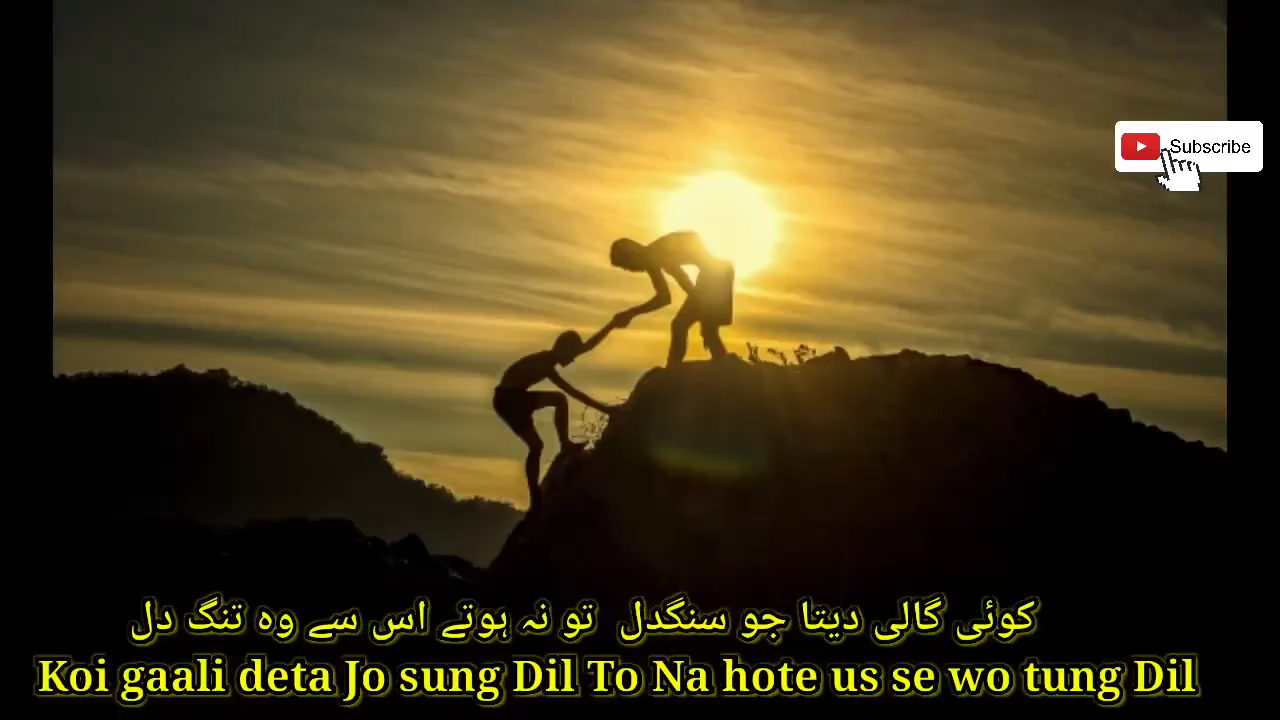 Subscribe
کوئی گالی دیتا جو سنگدل تو نہ ہوتے اس سے وہ تنگ دل
Koi gaali deta Jo sung Dil To Na hote us se wo tung Dil